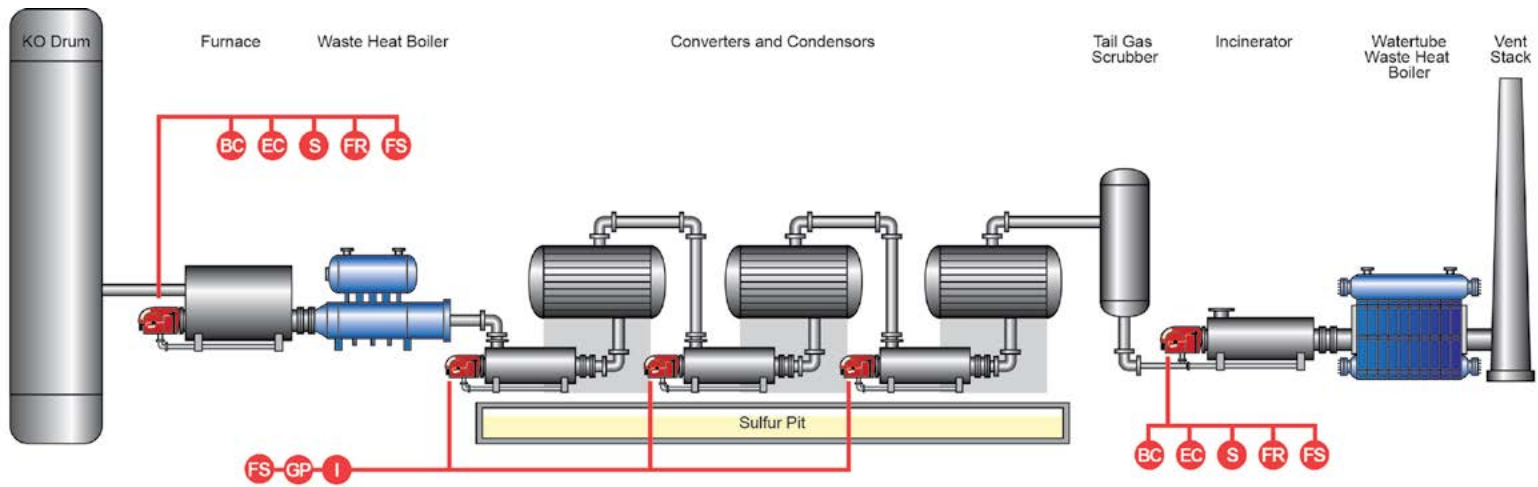 KO Drum
Furnace
Waste Heat Boiler
Converters and Condensors
Tail Gas
Scrubber
Incinerator
Watertube
Waste Heat
Boiler
Vent
Stack
BC EC S FR FS
Sulfur Pit
FS GP I
BC EC S FR FS